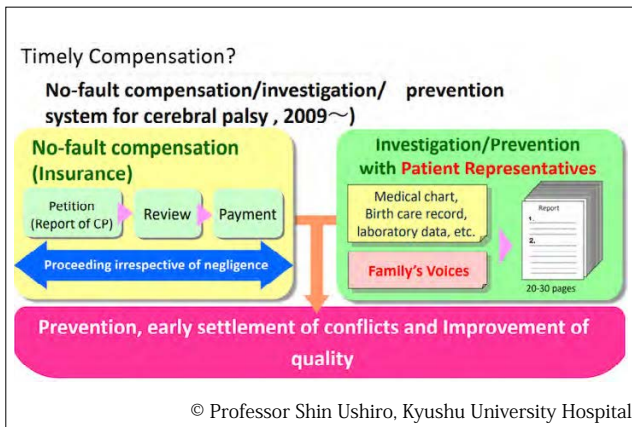 Timely Compensation?
No-fault compensation/investigation/ prevention
system for cerebral palsy , 2009～)
No-fault compensation
(Insurance)
Petition
(Report of CP)
Review
Payment
Proceeding irrespective of negligence
Investigation/Prevention
with Patient Representatives
Medical chart,
Birth care record,
laboratory data, etc.
Family's Voices
Report
1.
2.
20-30 pages
Prevention, early settlement of conflicts and Improvement of
quality
© Professor Shin Ushiro, Kyushu University Hospital